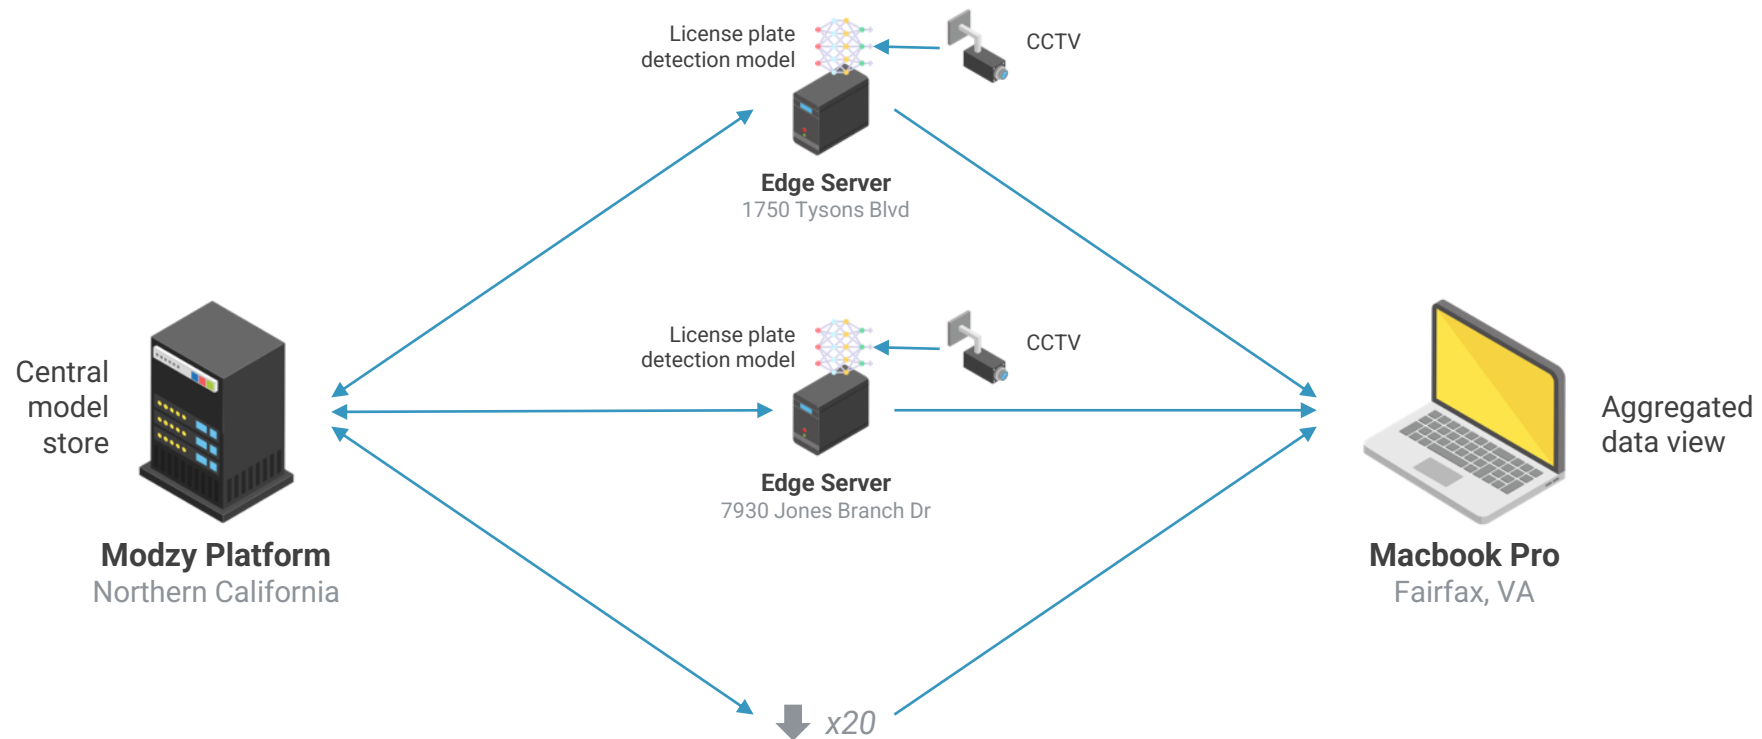 License plate
detection model
CCTV
Edge Server
1750 Tysons Blvd
License plate
detection model
CCTV
Edge Server
7930 Jones Branch Dr
Central
model
store
Modzy Platform
Northern California
Aggregated
data view
Macbook Pro
Fairfax, VA
x20